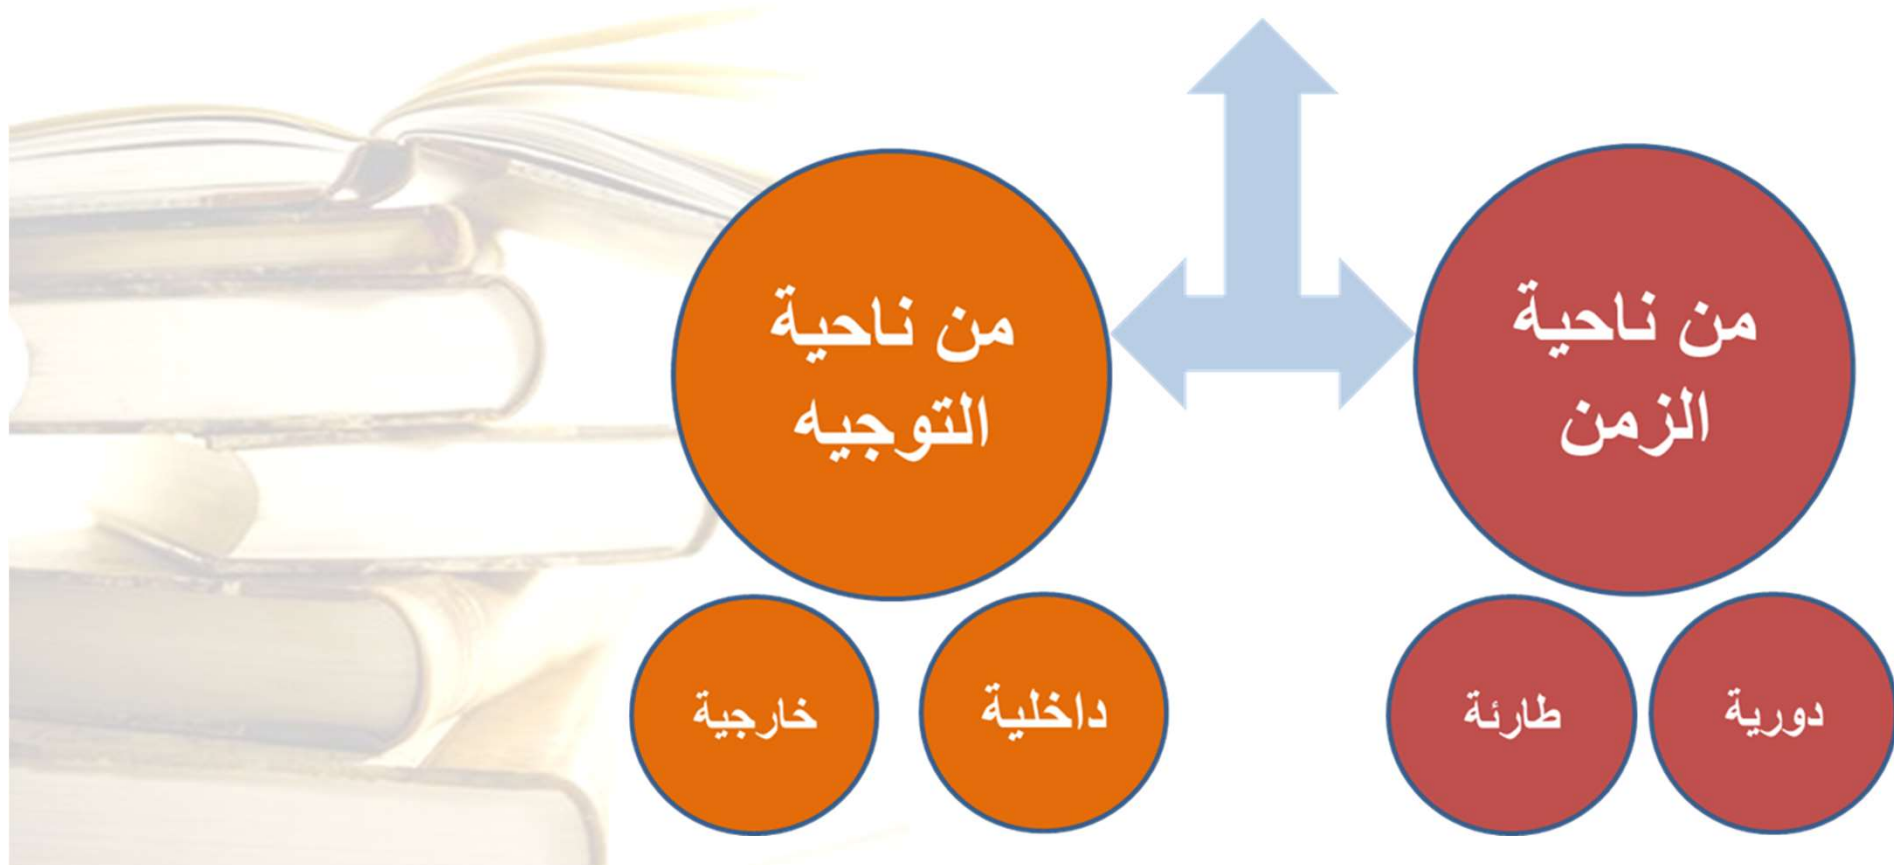 من ناحية
الزمن
دورية
طارئة
من ناحية
التوجيه
داخلية
خارجية